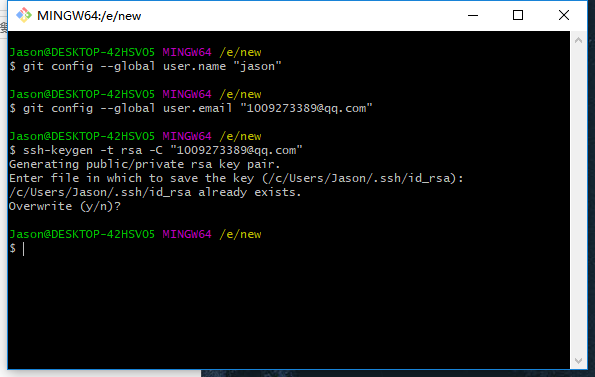 MINGW64:/e/new
Jason@DESKTOP-42HSV05 MINGW64 /e/new
$ git config --global user.name "jason"
Jason@DESKTOP-42HSV05 MINGW64 /e/new
$ git config --global user.email "1009273389@qq.com"
Jason@DESKTOP-42HSV05 MINGW64 /e/new
$ ssh-keygen -t rsa -C "1009273389@qq.com"
Generating public/private rsa key pair.
Enter file in which to save the key (/c/Users/Jason/.ssh/id_rsa):
/c/Users/Jason/.ssh/id_rsa already exists.
Overwrite (y/n)?
Jason@DESKTOP-42HSV05 MINGW64 /e/new
$